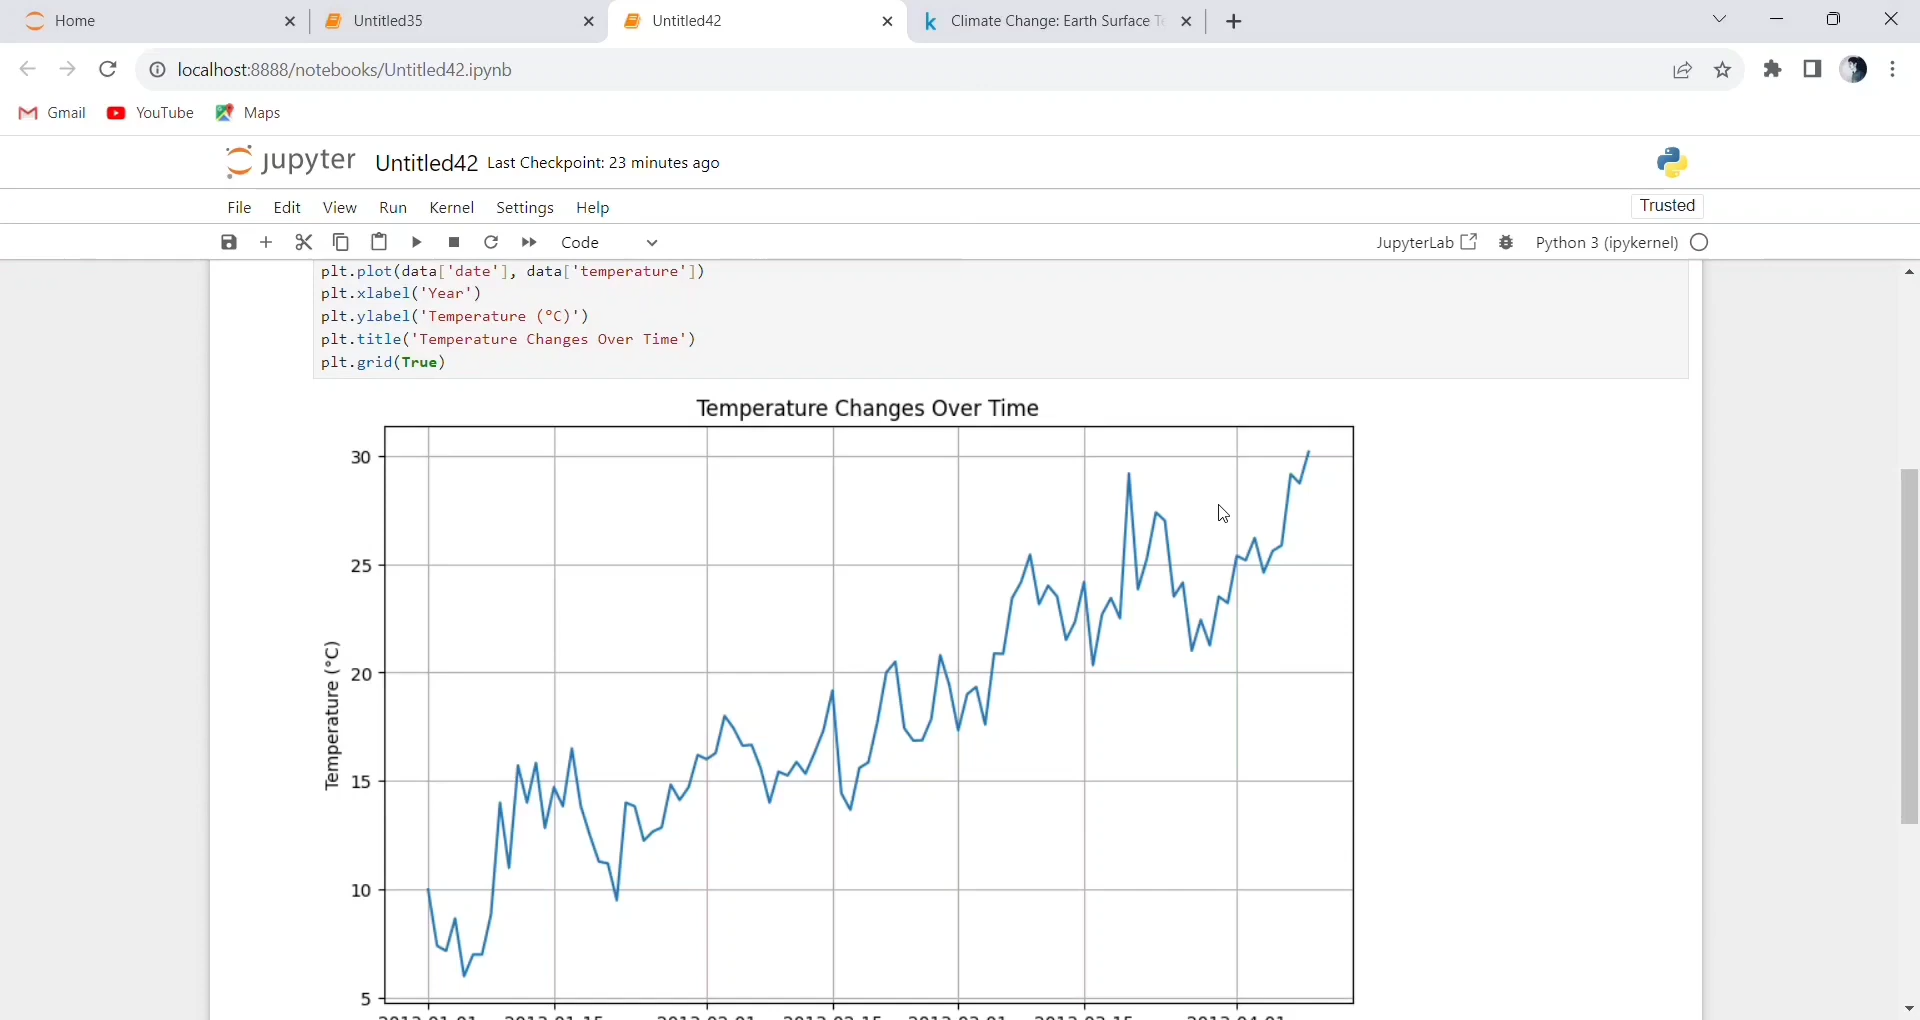 Home
Untitled35
Untitled42
Climate Change: Earth Surface T
localhost:8888/notebooks/Untitled42.ipynb
Gmail YouTube Maps
jupyter Untitled42 Last Checkpoint: 23 minutes ago
File Edit View Run Kernel Settings Help
Trusted
Code
JupyterLab
Python 3 (ipykernel)
plt.plot(data['date'], data['temperature'])
plt.xlabel('Year')
plt.ylabel('Temperature (°C)')
plt.title('Temperature Changes Over Time')
plt.grid(True)
Temperature Changes Over Time
30
25
20
15
10
5
Temperature (°C)